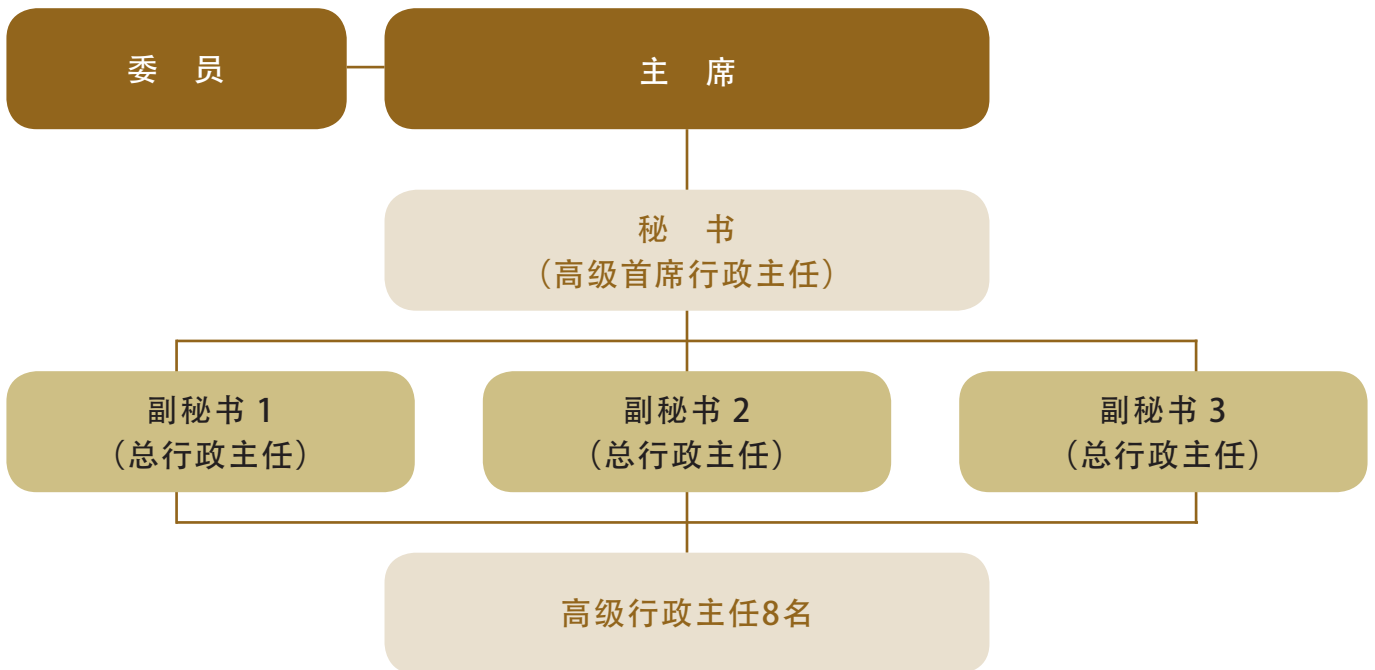 委 员
主 席
秘 书
（高级首席行政主任）
副秘书 1
（总行政主任）
副秘书 2
（总行政主任）
副秘书 3
（总行政主任）
高级行政主任8名